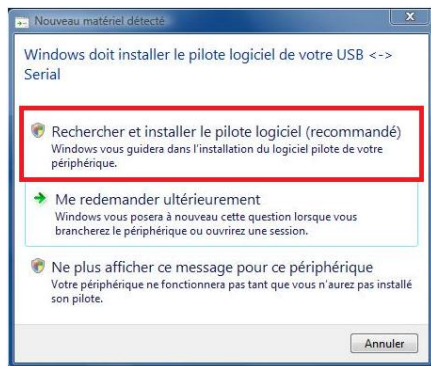 Nouveau matériel détecté
Windows doit installer le pilote logiciel de votre USB <->
Serial
Rechercher et installer le pilote logiciel (recommandé)
Windows vous guidera dans l'installation du logiciel pilote de votre
périphérique.
Me redemander ultérieurement
Windows vous posera à nouveau cette question lorsque vous
brancherez le périphérique ou ouvrirez une session.
Ne plus afficher ce message pour ce périphérique
Votre périphérique ne fonctionnera pas tant que vous n'aurez pas installé
son pilote.
Annuler